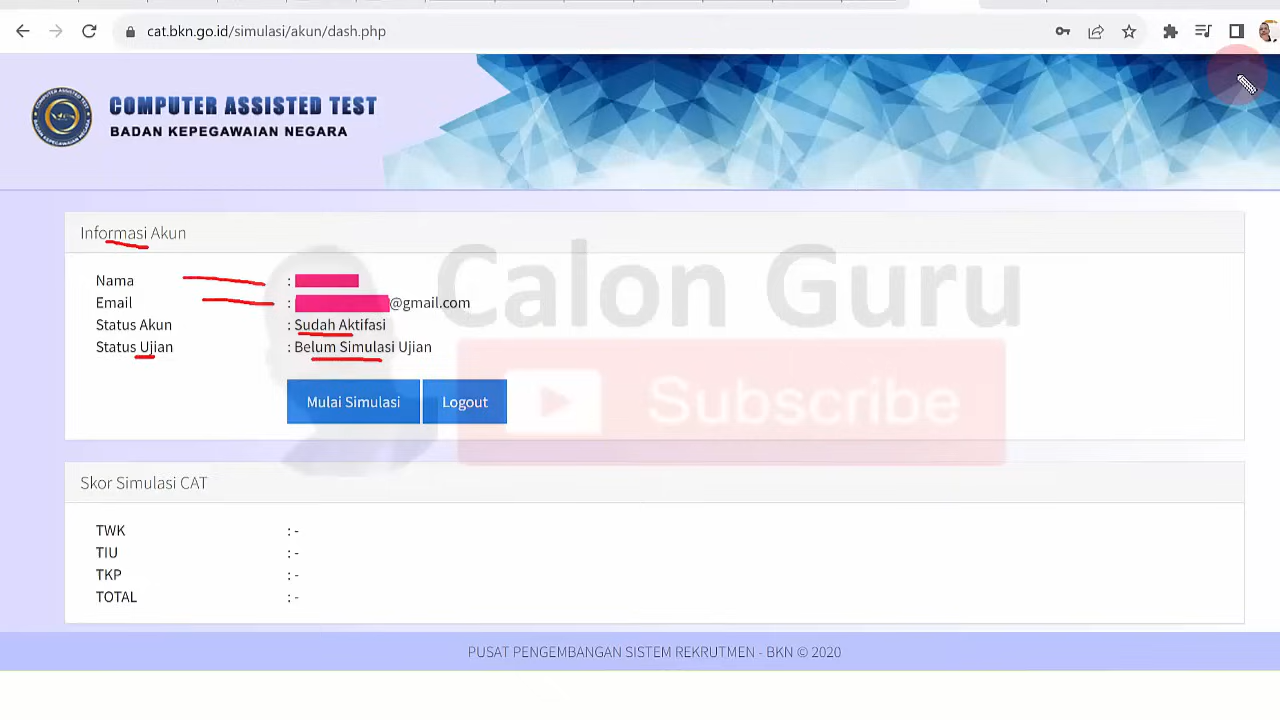 cat.bkn.go.id/simulasi/akun/dash.php
COMPUTER ASSISTED TEST
BADAN KEPEGAWAIAN NEGARA
Informasi Akun
Nama :
Email : @gmail.com
Status Akun : Sudah Aktifasi
Status Ujian : Belum Simulasi Ujian
Mulai Simulasi Logout
Calon Guru
Subscribe
Skor Simulasi CAT
TWK : -
TIU : -
TKP : -
TOTAL : -
PUSAT PENGEMBANGAN SISTEM REKRUTMEN - BKN © 2020